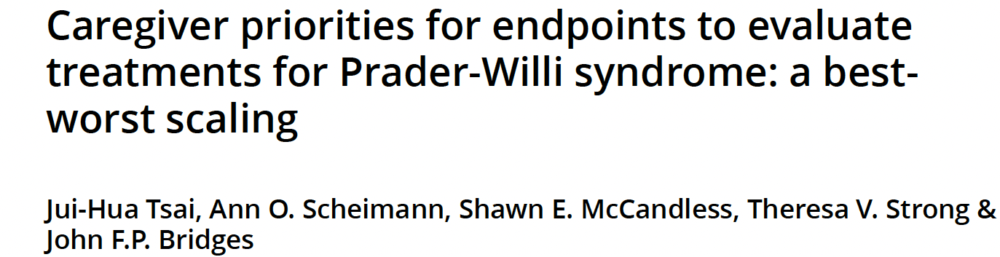 Caregiver priorities for endpoints to evaluate
treatments for Prader-Willi syndrome: a best-
worst scaling
Jui-Hua Tsai, Ann O. Scheimann, Shawn E. McCandless, Theresa V. Strong &
John F.P. Bridges